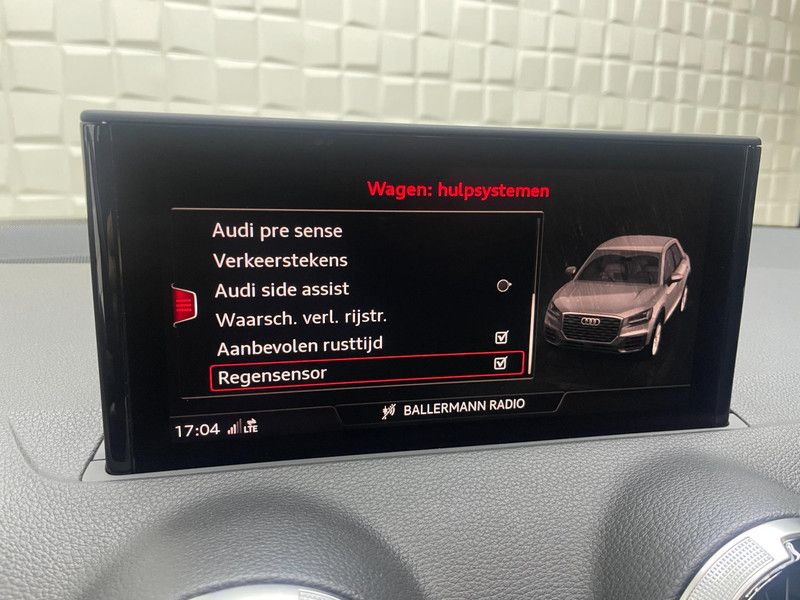 Wagen: hulpsystemen
Audi pre sense
Verkeerstekens
Audi side assist
Waarsch. verl. rijstr.
Aanbevolen rusttijd
Regensensor
BALLERMANN RADIO
17:04 LTE